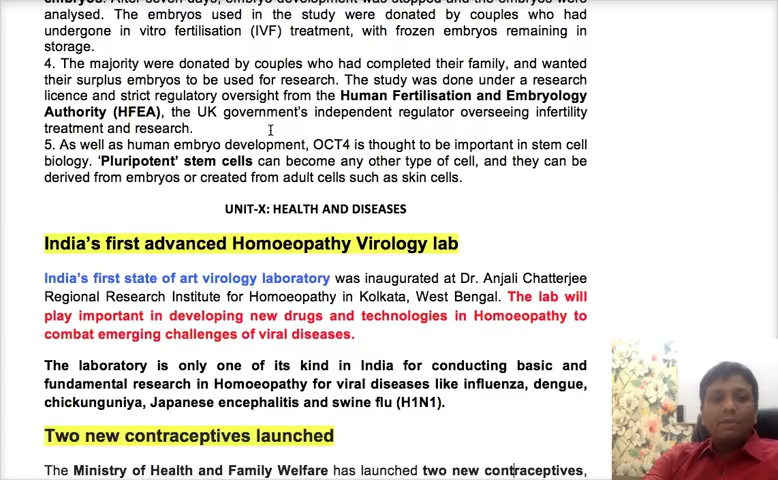 embryos. After seven days, embryo development was stopped and the embryos were
analysed. The embryos used in the study were donated by couples who had
undergone in vitro fertilisation (IVF) treatment, with frozen embryos remaining in
storage.
4. The majority were donated by couples who had completed their family, and wanted
their surplus embryos to be used for research. The study was done under a research
licence and strict regulatory oversight from the Human Fertilisation and Embryology
Authority (HFEA), the UK government's independent regulator overseeing infertility
treatment and research.
5. As well as human embryo development, OCT4 is thought to be important in stem cell
biology. 'Pluripotent' stem cells can become any other type of cell, and they can be
derived from embryos or created from adult cells such as skin cells.
UNIT-X: HEALTH AND DISEASES
India's first advanced Homoeopathy Virology lab
India's first state of art virology laboratory was inaugurated at Dr. Anjali Chatterjee
Regional Research Institute for Homoeopathy in Kolkata, West Bengal. The lab will
play important in developing new drugs and technologies in Homoeopathy to
combat emerging challenges of viral diseases.
The laboratory is only one of its kind in India for conducting basic and
fundamental research in Homoeopathy for viral diseases like influenza, dengue,
chickunguniya, Japanese encephalitis and swine flu (H1N1).
Two new contraceptives launched
The Ministry of Health and Family Welfare has launched two new contraceptives,